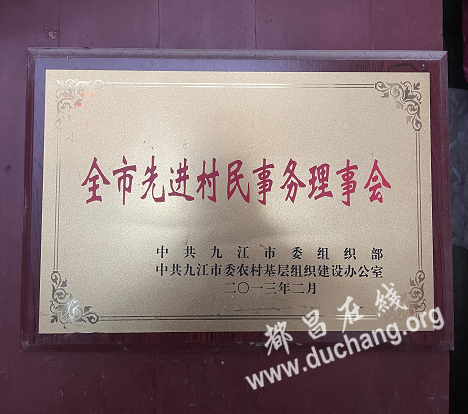 全市先进村民事务理事会
中共九江市委组织部
中共九江市委农村基层组织建设办公室
二〇一三年二月
都昌在线
www.duchang.org